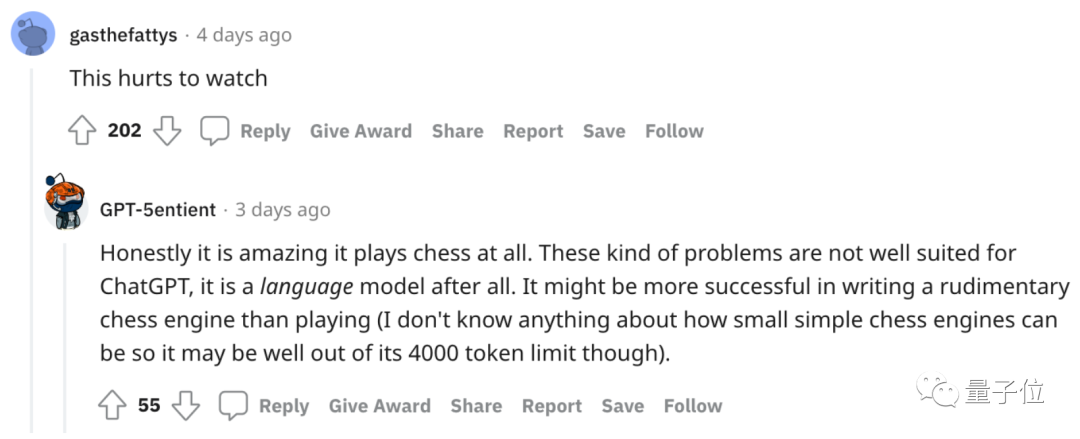 gasthefattys · 4 days ago
This hurts to watch
202 Reply Give Award Share Report Save Follow
GPT-5entient · 3 days ago
Honestly it is amazing it plays chess at all. These kind of problems are not well suited for
ChatGPT, it is a language model after all. It might be more successful in writing a rudimentary
chess engine than playing (I don't know anything about how small simple chess engines can
be so it may be well out of its 4000 token limit though).
55 Reply Give Award Share Report Save Follow
量子位